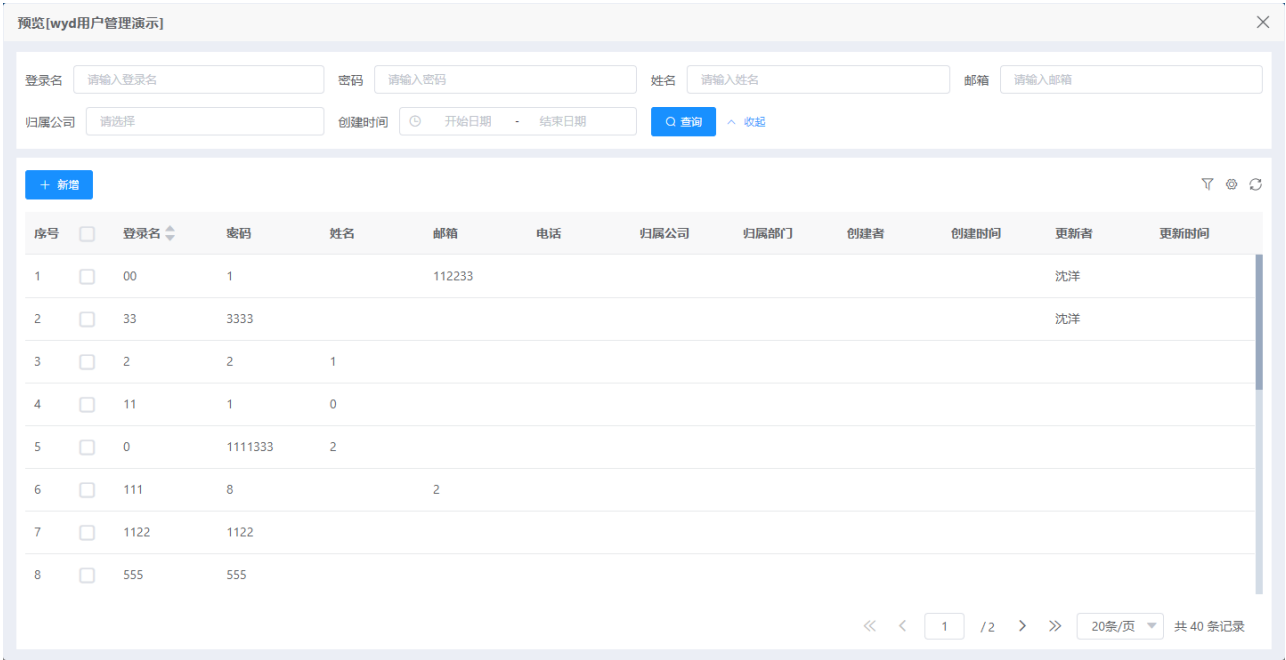 预览[wyd用户管理演示]
登录名 请输入登录名 密码 请输入密码 姓名 请输入姓名 邮箱 请输入邮箱
归属公司 请选择 创建时间 开始日期 - 结束日期 查询 收起
新增
序号 登录名 密码 姓名 邮箱 电话 归属公司 归属部门 创建者 创建时间 更新者 更新时间
1 00 1 112233 沈洋
2 33 3333 沈洋
3 2 2 1
4 11 1 0
5 0 1111333 2
6 111 8 2
7 1122 1122
8 555 555
1 / 2 20条/页 共 40 条记录